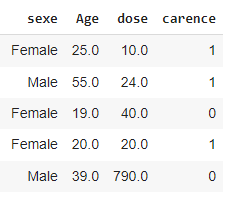 sexe Age dose carence
Female 25.0 10.0 1
Male 55.0 24.0 1
Female 19.0 40.0 0
Female 20.0 20.0 1
Male 39.0 790.0 0